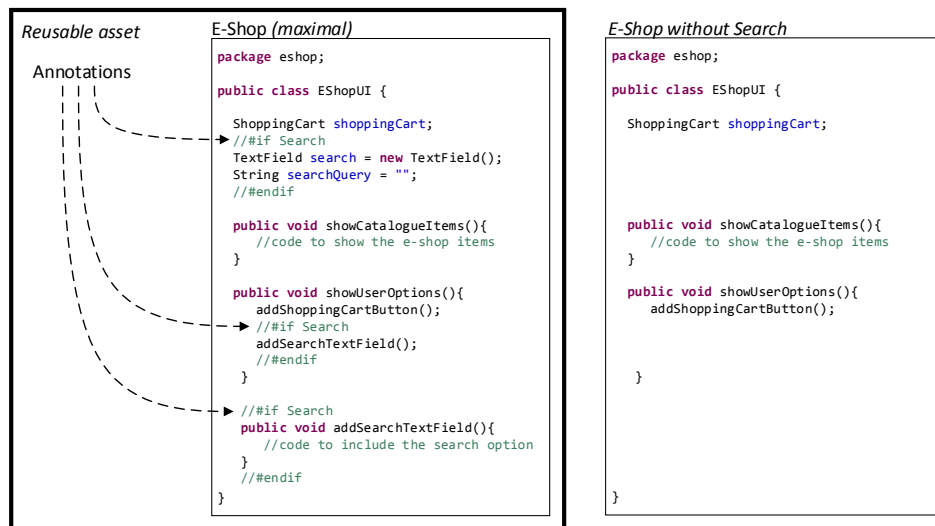 Reusable asset
Annotations
E-Shop (maximal)
package eshop;
public class EShopUI {
ShoppingCart shoppingCart;
//#if Search
TextField search = new TextField();
String searchQuery = "";
//#endif
public void showCatalogueItems(){
//code to show the e-shop items
}
public void showUserOptions(){
addShoppingCartButton();
//#if Search
addSearchTextField();
//#endif
}
//#if Search
public void addSearchTextField(){
//code to include the search option
}
//#endif
}
E-Shop without Search
package eshop;
public class EShopUI {
ShoppingCart shoppingCart;
public void showCatalogueItems(){
//code to show the e-shop items
}
public void showUserOptions(){
addShoppingCartButton();
}
}